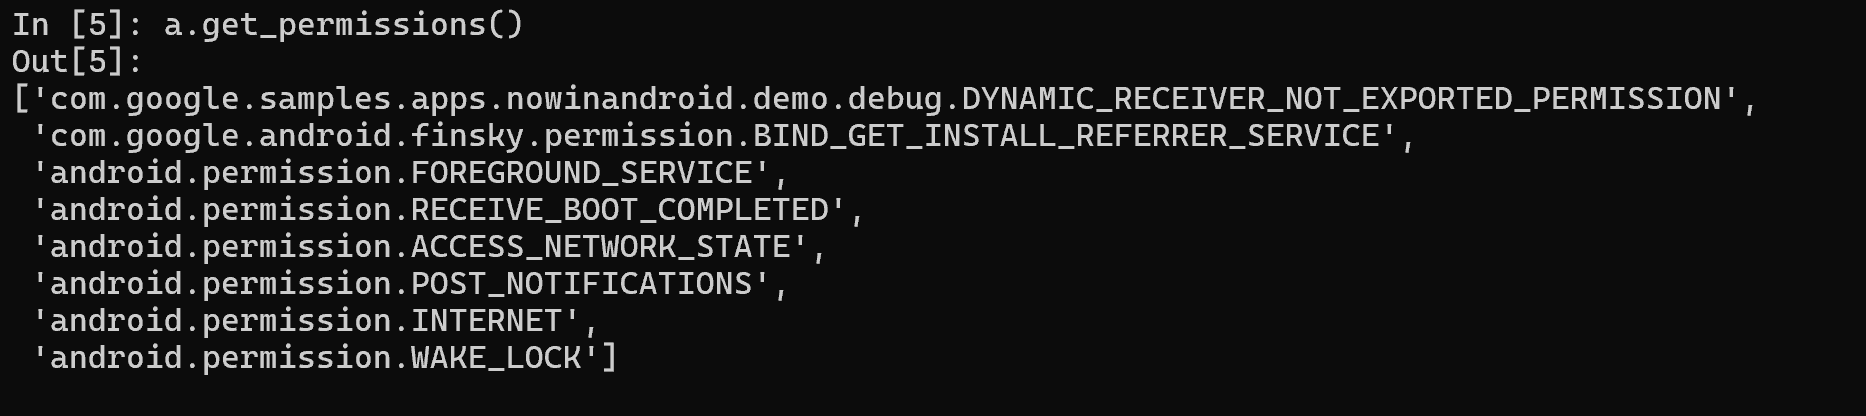 In [5]: a.get_permissions()
Out[5]:
['com.google.samples.apps.nowinandroid.demo.debug.DYNAMIC_RECEIVER_NOT_EXPORTED_PERMISSION',
 'com.google.android.finsky.permission.BIND_GET_INSTALL_REFERRER_SERVICE',
 'android.permission.FOREGROUND_SERVICE',
 'android.permission.RECEIVE_BOOT_COMPLETED',
 'android.permission.ACCESS_NETWORK_STATE',
 'android.permission.POST_NOTIFICATIONS',
 'android.permission.INTERNET',
 'android.permission.WAKE_LOCK']